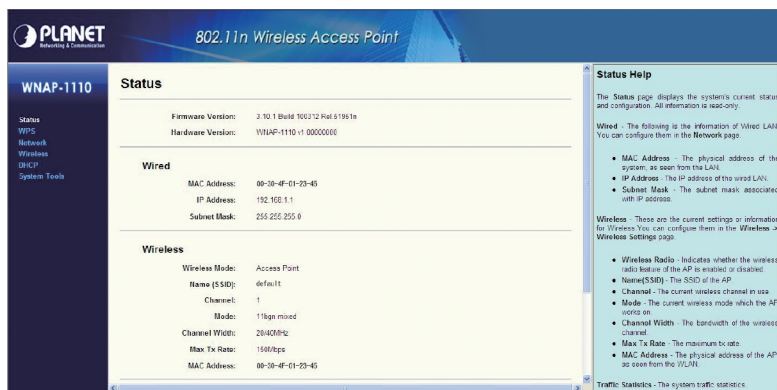 PLANET
Networking & Communication
802.11n Wireless Access Point
WNAP-1110
Status
WPS
Network
Wireless
DHCP
System Tools
Status
Firmware Version: 3.10.1 Build 100312 Rel.61961n
Hardware Version: WNAP-1110 v1 00000000
Wired
MAC Address: 00-30-4F-01-23-45
IP Address: 192.168.1.1
Subnet Mask: 255.255.255.0
Wireless
Wireless Mode: Access Point
Name (SSID): default
Channel: 1
Mode: 11bgn mixed
Channel Width: 20/40MHz
Max Tx Rate: 150Mbps
MAC Address: 00-30-4F-01-23-45
Status Help
The Status page displays the system's current status
and configuration. All information is read-only.
Wired - The following is the information of Wired LAN
You can configure them in the Network page.
• MAC Address - The physical address of the
system, as seen from the LAN.
• IP Address - The IP address of the wired LAN.
• Subnet Mask - The subnet mask associated
with IP address.
Wireless - These are the current settings or information
for Wireless You can configure them in the Wireless ->
Wireless Settings page.
• Wireless Radio - Indicates whether the wireless
radio feature of the AP is enabled or disabled.
• Name(SSID) - The SSID of the AP
• Channel - The current wireless channel in use.
• Mode - The current wireless mode which the AP
works on.
• Channel Width - The bandwidth of the wireless
channel.
• Max Tx Rate - The maximum tx rate.
• MAC Address - The physical address of the AP,
as seen from the WLAN.
Traffic Statistics - The system traffic statistics.